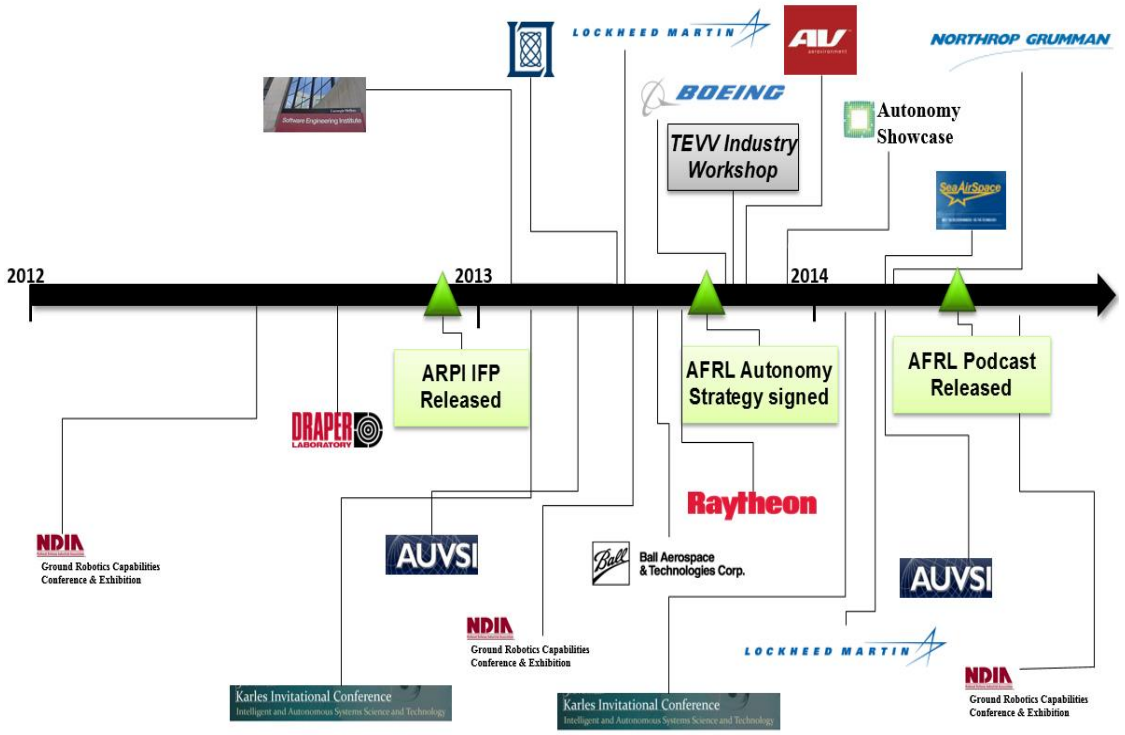 LOCKHEED MARTIN
AV
aerovironment
NORTHROP GRUMMAN
BOEING
Software Engineering Institute
Autonomy
Showcase
TEVV Industry
Workshop
SeaAirSpace
2012
2013
2014
ARPI IFP
Released
AFRL Autonomy
Strategy signed
AFRL Podcast
Released
DRAPER
LABORATORY
Raytheon
NDIA
Ground Robotics Capabilities
Conference & Exhibition
AUVSI
Ball
Ball Aerospace
& Technologies Corp.
AUVSI
NDIA
Ground Robotics Capabilities
Conference & Exhibition
LOCKHEED MARTIN
NDIA
Ground Robotics Capabilities
Conference & Exhibition
Karles Invitational Conference
Intelligent and Autonomous Systems Science and Technology
Karles Invitational Conference
Intelligent and Autonomous Systems Science and Technology